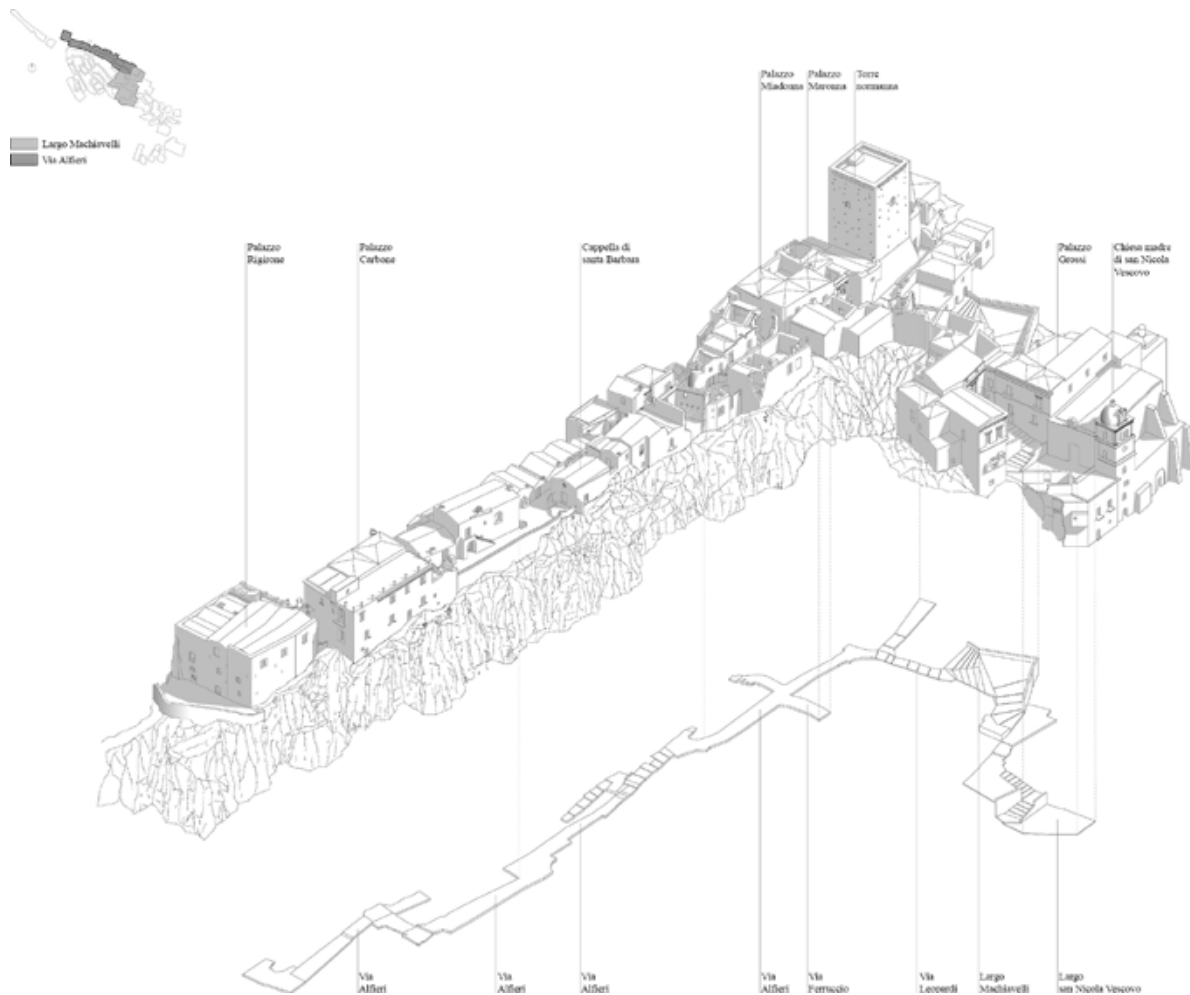 Largo Machiavelli
Via Alfieri
Palazzo
Miadonna
Palazzo
Maronna
Torre
normanna
Palazzo
Rigirone
Palazzo
Carbone
Cappella di
santa Barbara
Palazzo
Grossi
Chiesa madre
di san Nicola
Vescovo
Via
Alfieri
Via
Alfieri
Via
Alfieri
Via
Alfieri
Via
Ferruccio
Via
Leopardi
Largo
Machiavelli
Largo
san Nicola Vescovo